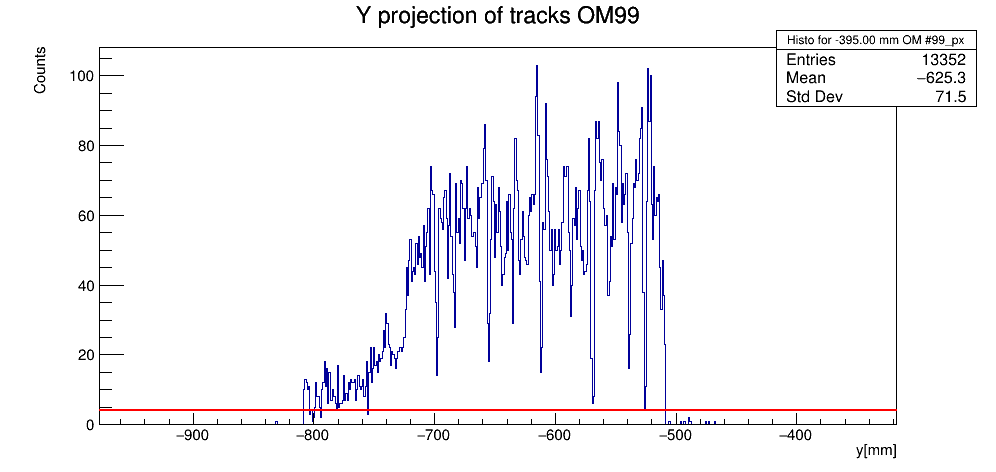 Y projection of tracks OM99
Histo for -395.00 mm OM #99_px
Entries 13352
Mean −625.3
Std Dev 71.5
Counts
100
80
60
40
20
0
−900 −800 −700 −600 −500 −400
y[mm]